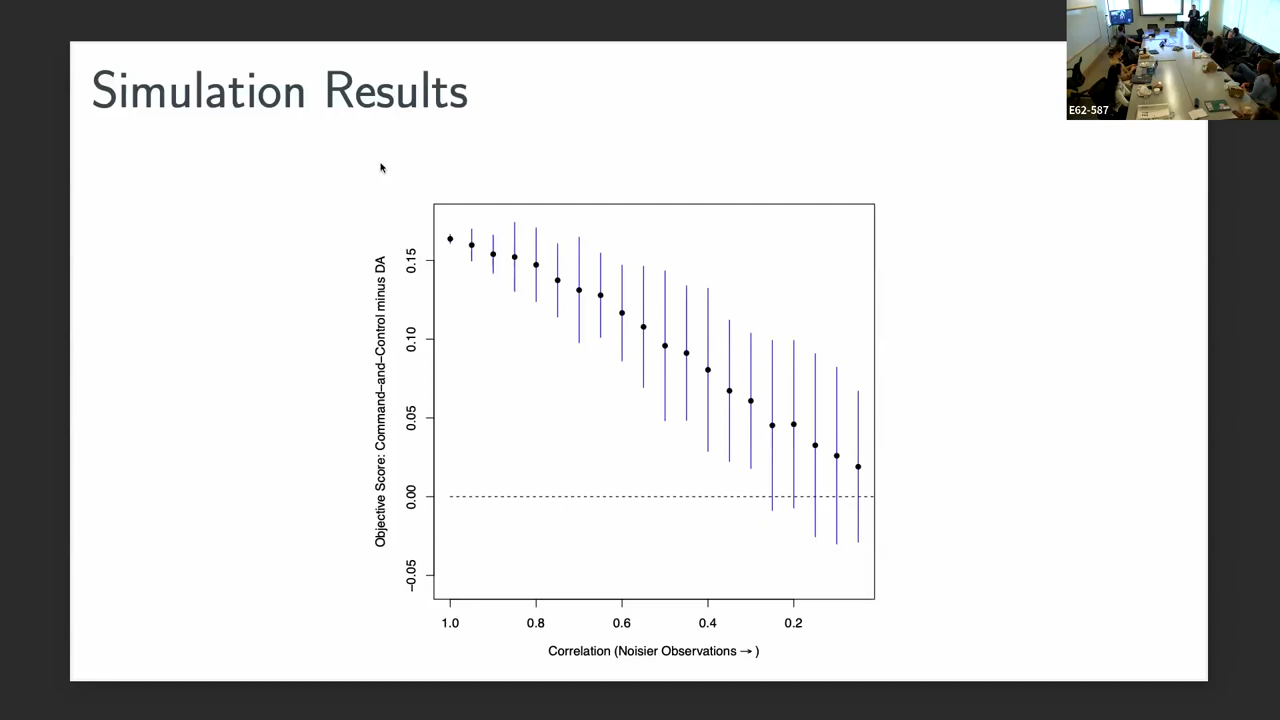 Simulation Results
E62-587
Objective Score: Command−and−Control minus DA
0.15
0.10
0.05
0.00
−0.05
1.0 0.8 0.6 0.4 0.2
Correlation (Noisier Observations → )